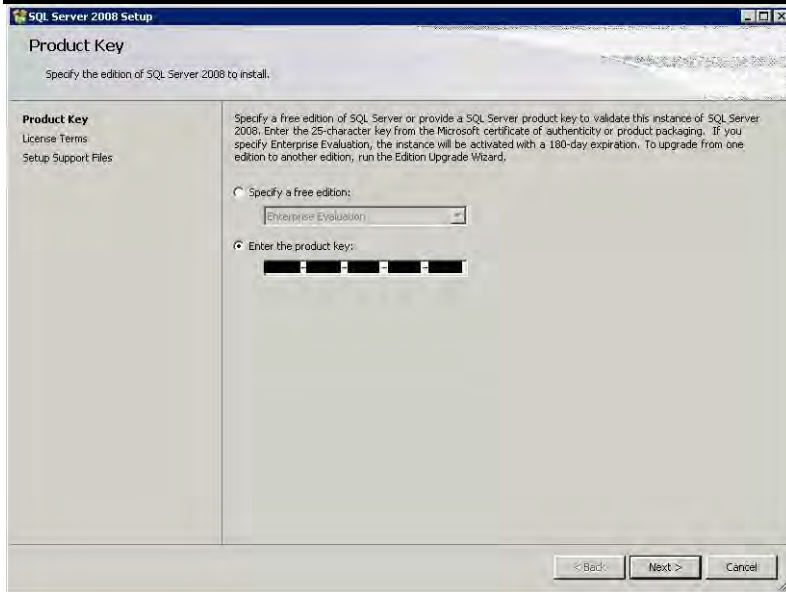 SQL Server 2008 Setup
Product Key
Specify the edition of SQL Server 2008 to install.
Product Key
License Terms
Setup Support Files
Specify a free edition of SQL Server or provide a SQL Server product key to validate this instance of SQL Server
2008. Enter the 25-character key from the Microsoft certificate of authenticity or product packaging. If you
specify Enterprise Evaluation, the instance will be activated with a 180-day expiration. To upgrade from one
edition to another edition, run the Edition Upgrade Wizard.
Specify a free edition:
Enterprise Evaluation
Enter the product key:
- - - -
< Back
Next >
Cancel